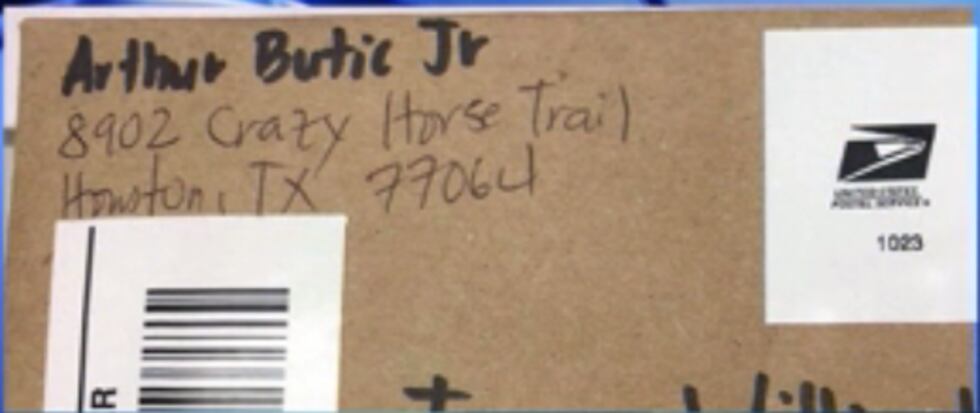 Arthur Butic Jr
8902 Crazy Horse Trail
Houston, TX 77064
UNITED STATES
POSTAL SERVICE
1023
R